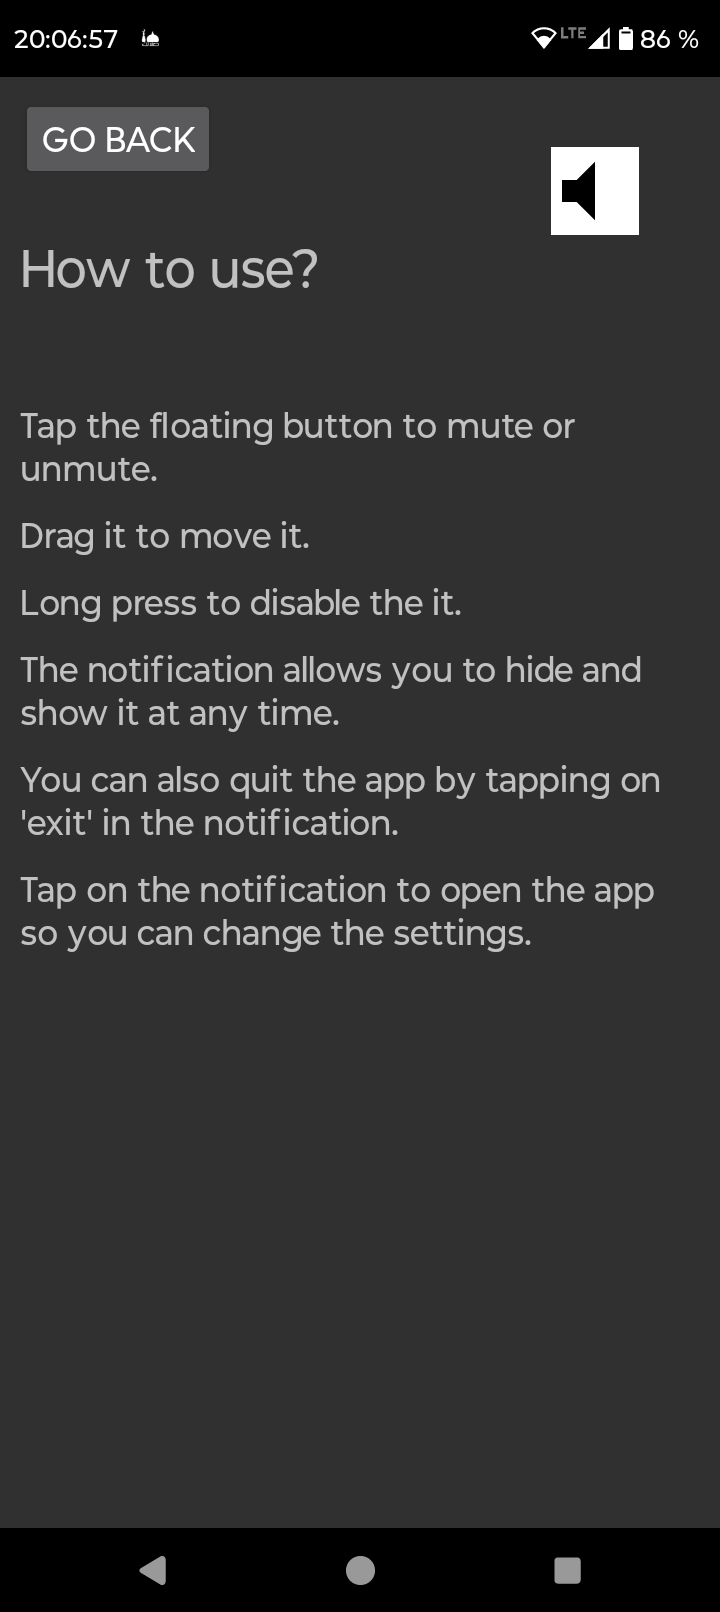 20:06:57
LTE
86 %
GO BACK
How to use?
Tap the floating button to mute or
unmute.
Drag it to move it.
Long press to disable the it.
The notification allows you to hide and
show it at any time.
You can also quit the app by tapping on
'exit' in the notification.
Tap on the notification to open the app
so you can change the settings.